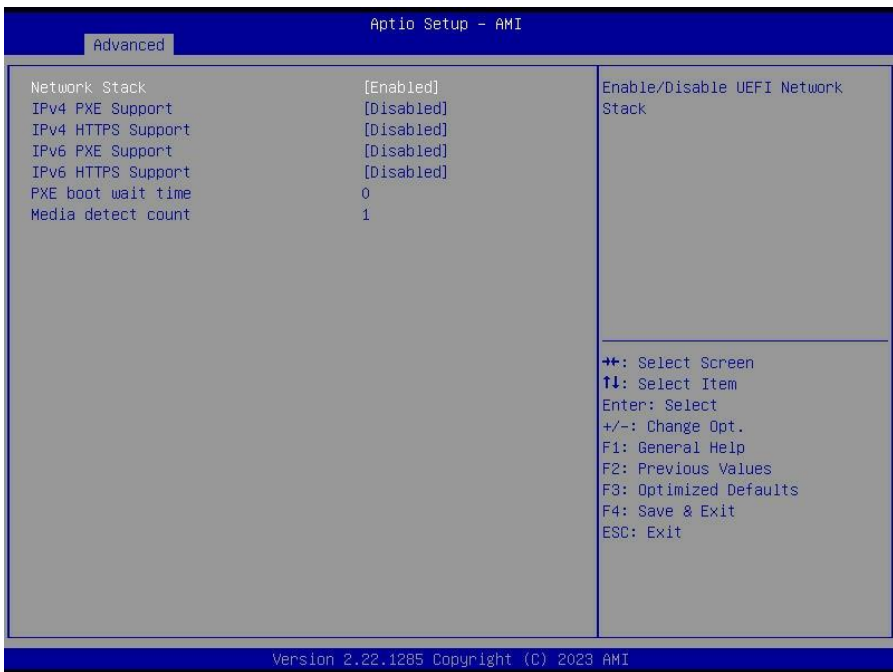 Aptio Setup - AMI
Advanced
Network Stack [Enabled]
IPv4 PXE Support [Disabled]
IPv4 HTTPS Support [Disabled]
IPv6 PXE Support [Disabled]
IPv6 HTTPS Support [Disabled]
PXE boot wait time 0
Media detect count 1
Enable/Disable UEFI Network
Stack
→←: Select Screen
↑↓: Select Item
Enter: Select
+/-: Change Opt.
F1: General Help
F2: Previous Values
F3: Optimized Defaults
F4: Save & Exit
ESC: Exit
Version 2.22.1285 Copyright (C) 2023 AMI